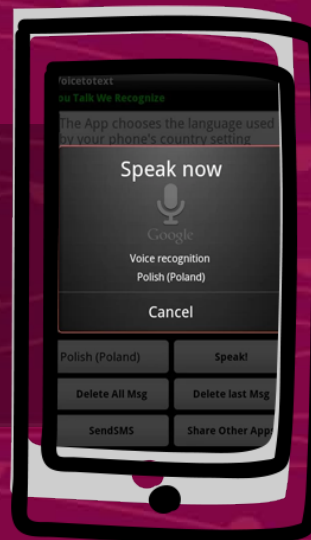 Voicetotext
ou Talk We Recognize
The App chooses the language used
by your phone's country setting
Speak now
Google
Voice recognition
Polish (Poland)
Cancel
Polish (Poland)
Speak!
Delete All Msg
Delete last Msg
SendSMS
Share Other Apps